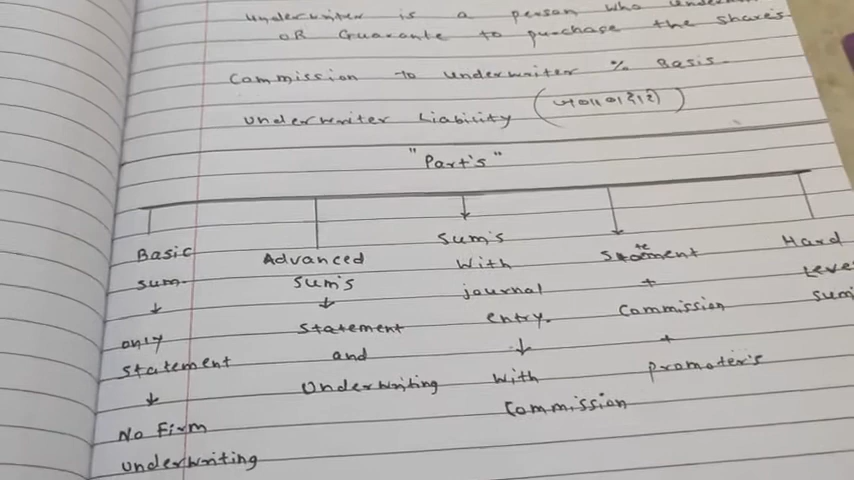 underwriter is a person who
OR Guarante to purchase the shares
Commission to underwriter % Basis.
underwriter Liability (जबाबदारी)
"Part's"
Basic
sum.
↓
only
statement
↓
No Firm
underwriting
Advanced
sum's
↓
statement
and
Underwriting
sum's
With
journal
entry.
↓
with
Commission
Statement
+
Commission
+
promoter's
Hard
Level
sum's